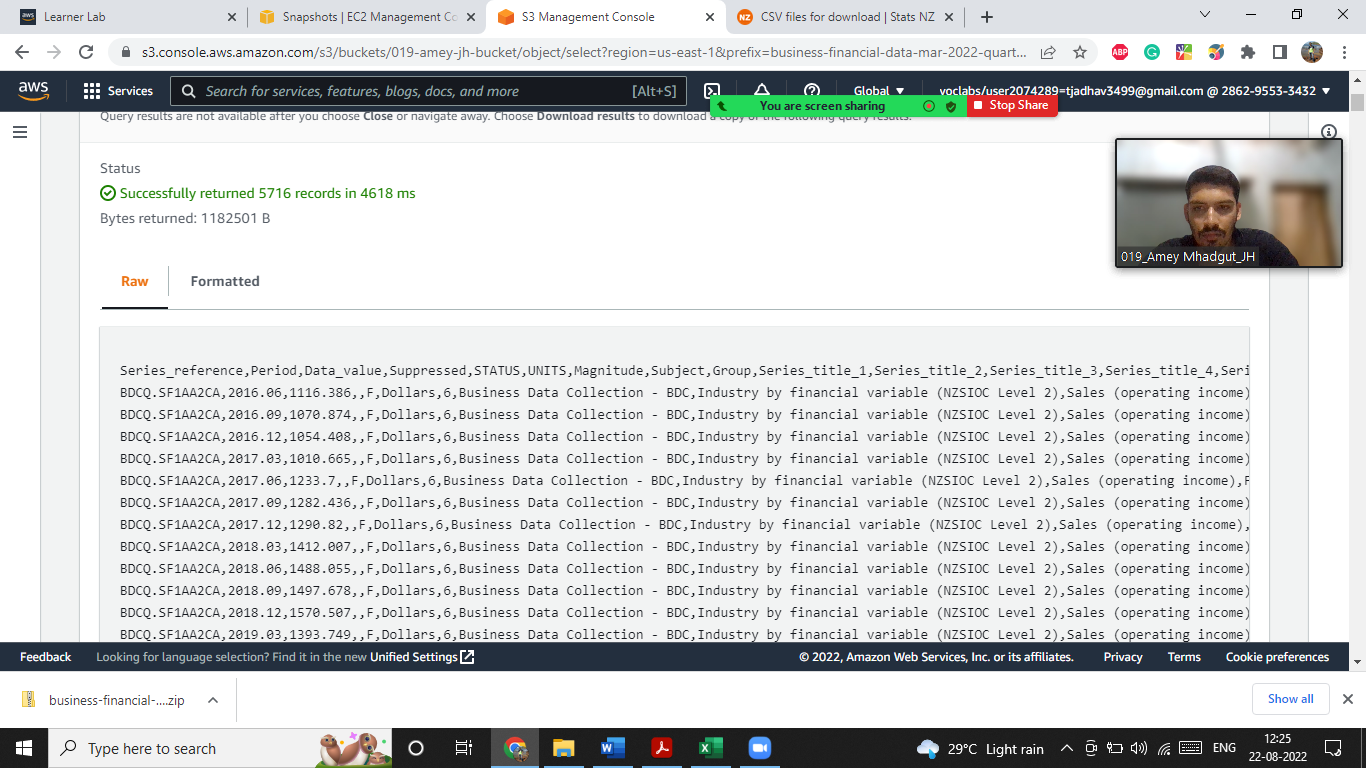 Learner Lab
Snapshots | EC2 Management Co
S3 Management Console
CSV files for download | Stats NZ
s3.console.aws.amazon.com/s3/buckets/019-amey-jh-bucket/object/select?region=us-east-1&prefix=business-financial-data-mar-2022-quart...
ABP
aws
Services
Search for services, features, blogs, docs, and more
[Alt+S]
Global
voclabs/user2074289=tjadhav3499@gmail.com @ 2862-9553-3432
You are screen sharing
Stop Share
Query results are not available after you choose Close or navigate away. Choose Download results to download a copy of the following query results.
Status
Successfully returned 5716 records in 4618 ms
Bytes returned: 1182501 B
019_Amey Mhadgut_JH
Raw
Formatted
Series_reference,Period,Data_value,Suppressed,STATUS,UNITS,Magnitude,Subject,Group,Series_title_1,Series_title_2,Series_title_3,Series_title_4,Seri
BDCQ.SF1AA2CA,2016.06,1116.386,,F,Dollars,6,Business Data Collection - BDC,Industry by financial variable (NZSIOC Level 2),Sales (operating income)
BDCQ.SF1AA2CA,2016.09,1070.874,,F,Dollars,6,Business Data Collection - BDC,Industry by financial variable (NZSIOC Level 2),Sales (operating income)
BDCQ.SF1AA2CA,2016.12,1054.408,,F,Dollars,6,Business Data Collection - BDC,Industry by financial variable (NZSIOC Level 2),Sales (operating income)
BDCQ.SF1AA2CA,2017.03,1010.665,,F,Dollars,6,Business Data Collection - BDC,Industry by financial variable (NZSIOC Level 2),Sales (operating income)
BDCQ.SF1AA2CA,2017.06,1233.7,,F,Dollars,6,Business Data Collection - BDC,Industry by financial variable (NZSIOC Level 2),Sales (operating income),F
BDCQ.SF1AA2CA,2017.09,1282.436,,F,Dollars,6,Business Data Collection - BDC,Industry by financial variable (NZSIOC Level 2),Sales (operating income)
BDCQ.SF1AA2CA,2017.12,1290.82,,F,Dollars,6,Business Data Collection - BDC,Industry by financial variable (NZSIOC Level 2),Sales (operating income),
BDCQ.SF1AA2CA,2018.03,1412.007,,F,Dollars,6,Business Data Collection - BDC,Industry by financial variable (NZSIOC Level 2),Sales (operating income)
BDCQ.SF1AA2CA,2018.06,1488.055,,F,Dollars,6,Business Data Collection - BDC,Industry by financial variable (NZSIOC Level 2),Sales (operating income)
BDCQ.SF1AA2CA,2018.09,1497.678,,F,Dollars,6,Business Data Collection - BDC,Industry by financial variable (NZSIOC Level 2),Sales (operating income)
BDCQ.SF1AA2CA,2018.12,1570.507,,F,Dollars,6,Business Data Collection - BDC,Industry by financial variable (NZSIOC Level 2),Sales (operating income)
BDCQ.SF1AA2CA,2019.03,1393.749,,F,Dollars,6,Business Data Collection - BDC,Industry by financial variable (NZSIOC Level 2),Sales (operating income)
Feedback
Looking for language selection? Find it in the new Unified Settings
© 2022, Amazon Web Services, Inc. or its affiliates.
Privacy
Terms
Cookie preferences
business-financial-....zip
Show all
Type here to search
29°C Light rain
ENG
12:25
22-08-2022